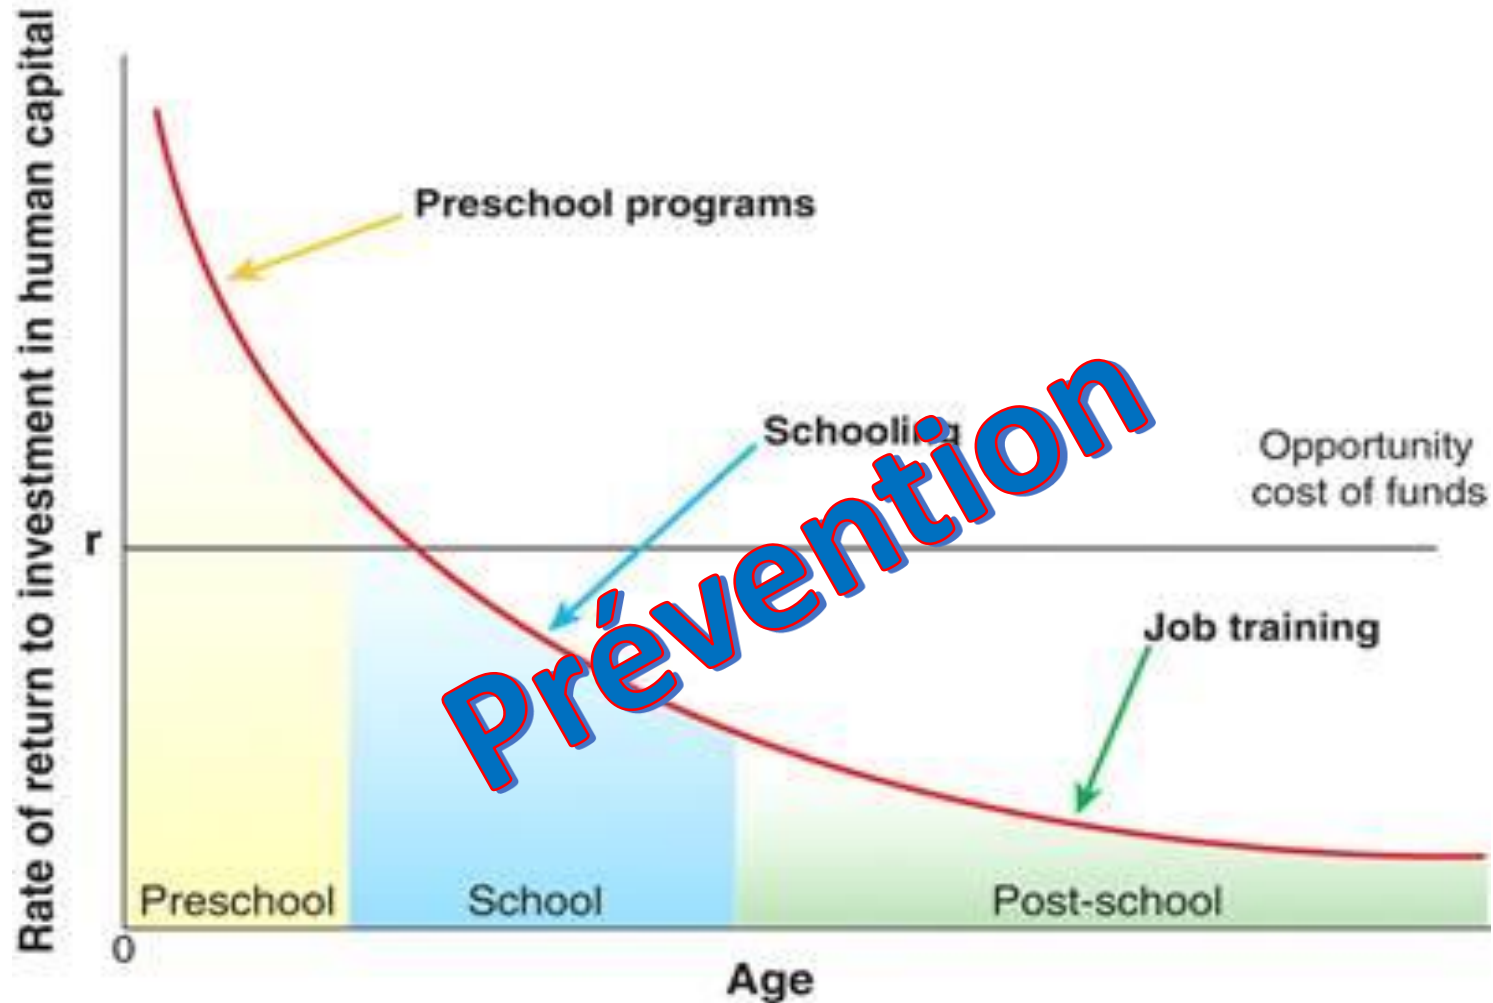 Rate of return to investment in human capital
Preschool programs
Schooling
Opportunity
cost of funds
r
Prévention
Job training
Preschool
School
Post-school
0
Age